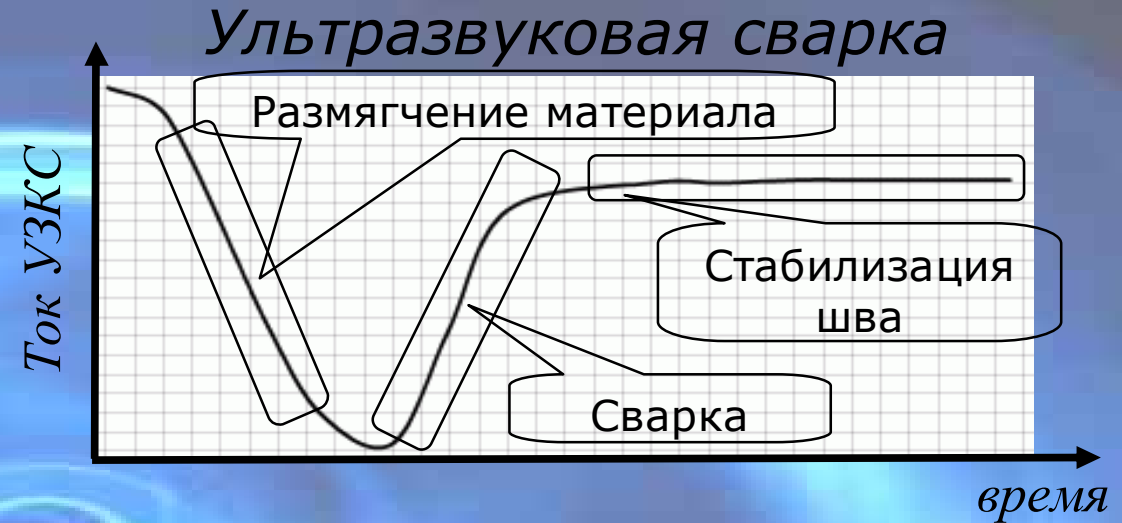 Ультразвуковая сварка
Размягчение материала
Ток УЗКС
Стабилизация
шва
Сварка
время